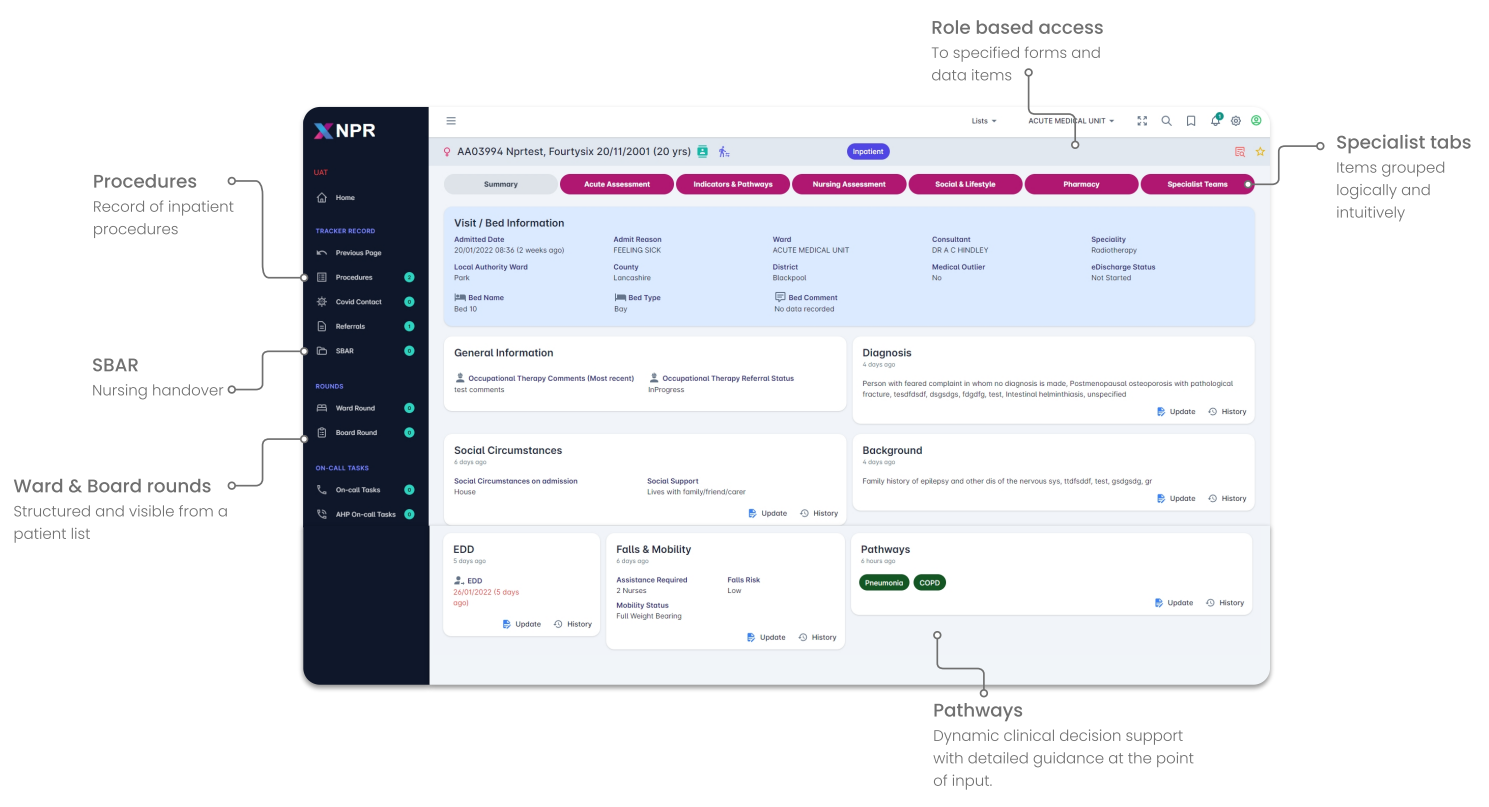 Role based access
To specified forms and
data items
Procedures
Record of inpatient
procedures
SBAR
Nursing handover
Ward & Board rounds
Structured and visible from a
patient list
Specialist tabs
Items grouped
logically and
intuitively
XNPR
UAT
Home
TRACKER RECORD
Previous Page
Procedures 2
Covid Contact 0
Referrals 1
SBAR 0
ROUNDS
Ward Round 0
Board Round 0
ON-CALL TASKS
On-call Tasks 0
AHP On-call Tasks 0
Lists ACUTE MEDICAL UNIT
AA03994 Nprtest, Fourtysix 20/11/2001 (20 yrs) Inpatient
Summary Acute Assessment Indicators & Pathways Nursing Assessment Social & Lifestyle Pharmacy Specialist Teams
Visit / Bed Information
Admitted Date Admit Reason Ward Consultant Speciality
20/01/2022 08:36 (2 weeks ago) FEELING SICK ACUTE MEDICAL UNIT DR A C HINDLEY Radiotherapy
Local Authority Ward County District Medical Outlier eDischarge Status
Park Lancashire Blackpool No Not Started
Bed Name Bed Type Bed Comment
Bed 10 Bay No data recorded
General Information
Occupational Therapy Comments (Most recent) Occupational Therapy Referral Status
test comments InProgress
Diagnosis
4 days ago
Person with feared complaint in whom no diagnosis is made, Postmenopausal osteoporosis with pathological
fracture, tesdfdsdf, dsgsdgs, fdgdfg, test, Intestinal helminthiasis, unspecified
Update History
Social Circumstances
6 days ago
Social Circumstances on admission Social Support
House Lives with family/friend/carer
Update History
Background
4 days ago
Family history of epilepsy and other dis of the nervous sys, ttdfsddf, test, gsdgsdg, gr
Update History
EDD
5 days ago
EDD
26/01/2022 (5 days
ago)
Update History
Falls & Mobility
6 days ago
Assistance Required Falls Risk
2 Nurses Low
Mobility Status
Full Weight Bearing
Update History
Pathways
6 hours ago
Pneumonia COPD
Update History
Pathways
Dynamic clinical decision support
with detailed guidance at the point
of input.